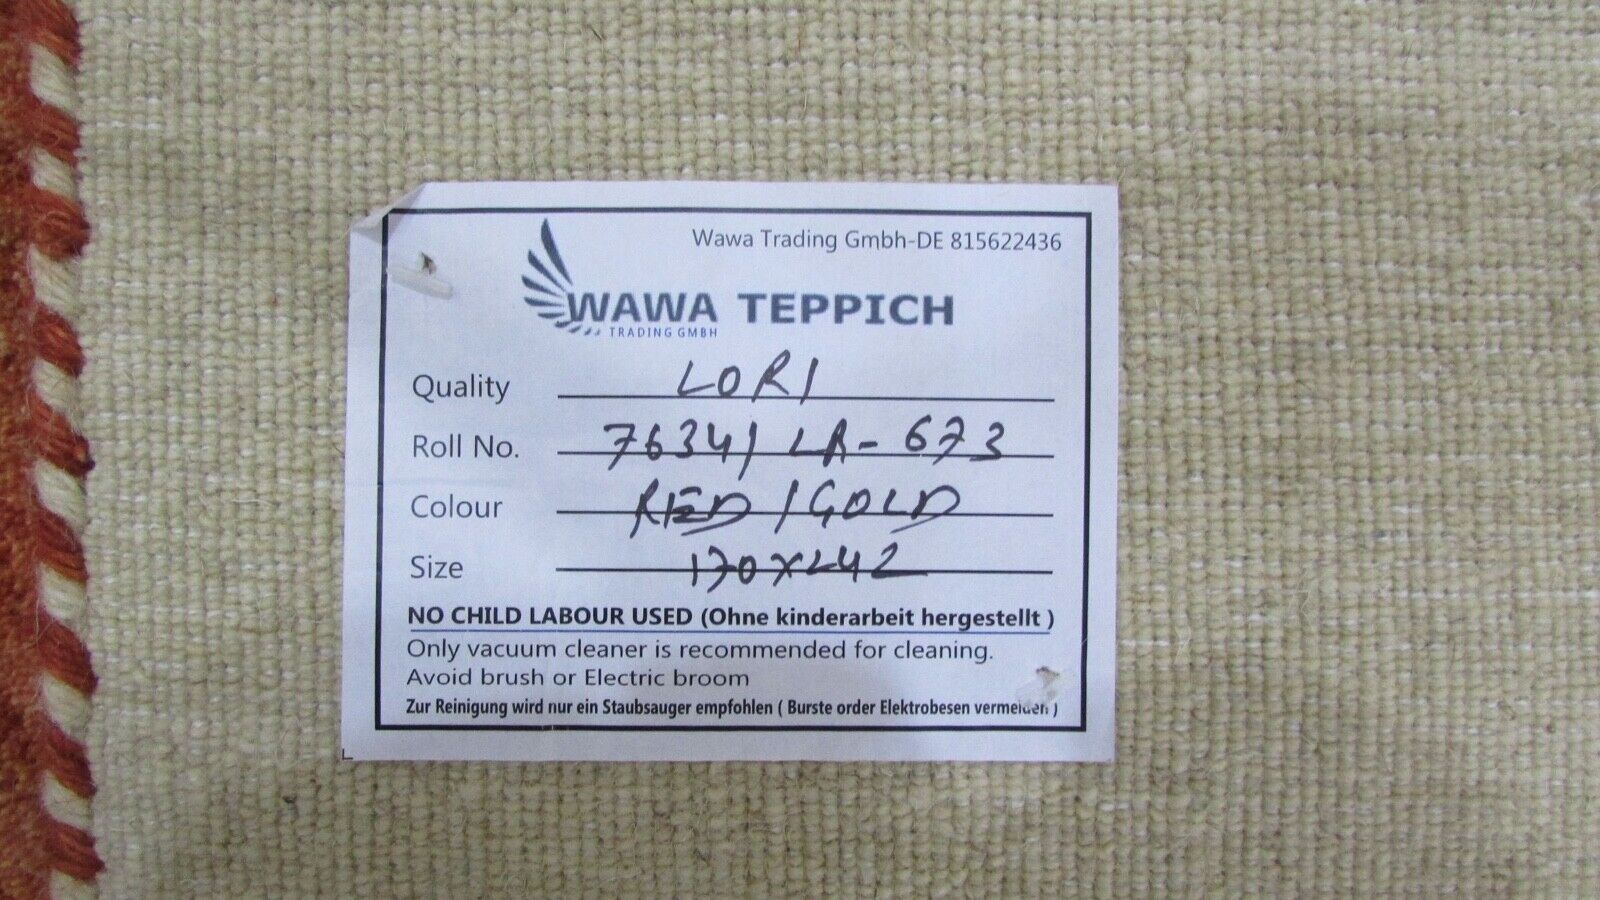 Wawa Trading Gmbh-DE 815622436
WAWA TEPPICH
TRADING GMBH
Quality LORI
Roll No. 7634/ LA-673
Colour RED/GOLD
Size 170X242
NO CHILD LABOUR USED (Ohne kinderarbeit hergestellt )
Only vacuum cleaner is recommended for cleaning.
Avoid brush or Electric broom
Zur Reinigung wird nur ein Staubsauger empfohlen ( Burste order Elektrobesen vermeiden )